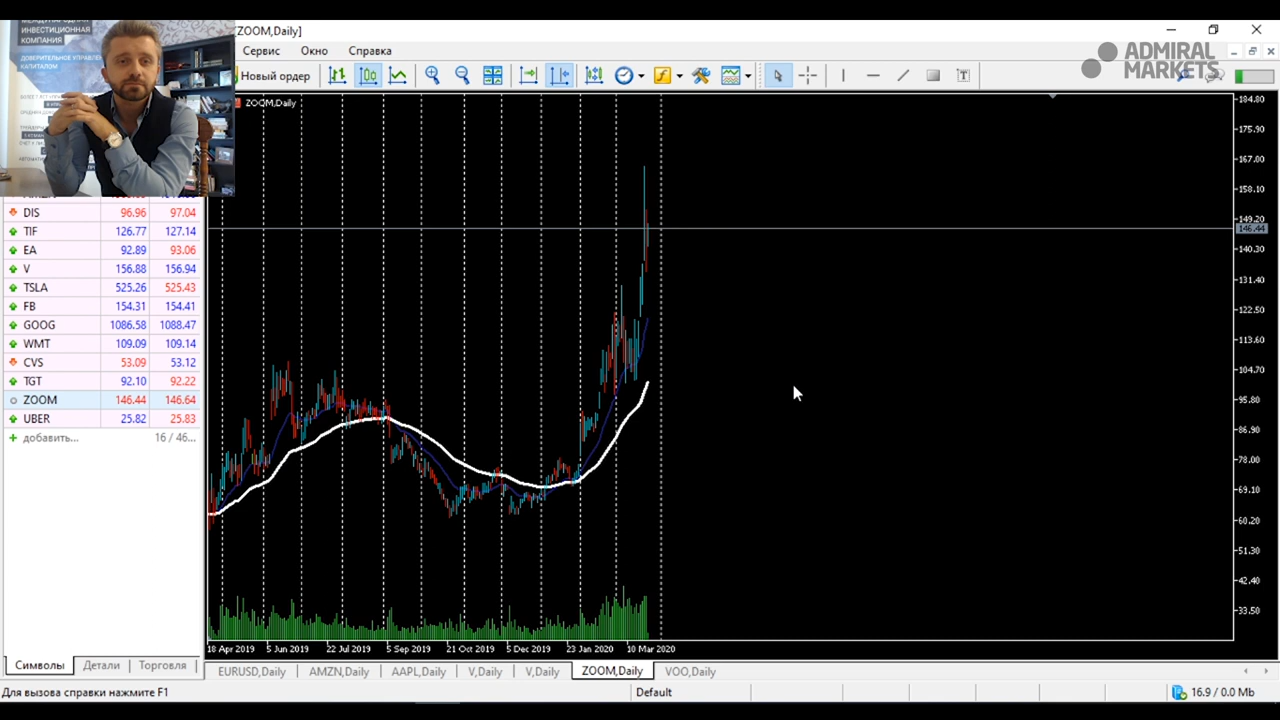 МЕЖДУНАРОДНАЯ
ИНВЕСТИЦИОННАЯ
КОМПАНИЯ
ДОВЕРИТЕЛЬНОЕ УПРАВЛЕН
КАПИТАЛОМ
[ZOOM,Daily]
Сервис Окно Справка
ADMIRAL
MARKETS
Новый ордер
ZOOM,Daily
DIS 96.96 97.04
TIF 126.77 127.14
EA 92.89 93.06
V 156.88 156.94
TSLA 525.26 525.43
FB 154.31 154.41
GOOG 1086.58 1088.47
WMT 109.09 109.14
CVS 53.09 53.12
TGT 92.10 92.22
ZOOM 146.44 146.64
UBER 25.82 25.83
добавить... 16 / 46...
184.80
175.90
167.00
158.10
149.20
146.44
140.30
131.40
122.50
113.60
104.70
95.80
86.90
78.00
69.10
60.20
51.30
42.40
33.50
18 Apr 2019 5 Jun 2019 22 Jul 2019 5 Sep 2019 21 Oct 2019 5 Dec 2019 23 Jan 2020 10 Mar 2020
Символы Детали Торговля
EURUSD,Daily AMZN,Daily AAPL,Daily V,Daily V,Daily ZOOM,Daily VOO,Daily
Для вызова справки нажмите F1 Default 16.9 / 0.0 Mb